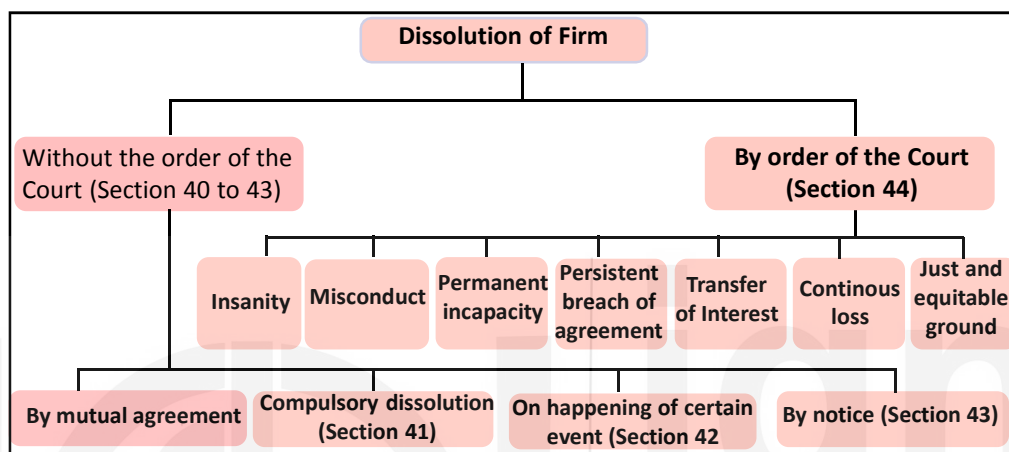 Dissolution of Firm
Without the order of the
Court (Section 40 to 43)
By order of the Court
(Section 44)
Insanity
Misconduct
Permanent
incapacity
Persistent
breach of
agreement
Transfer
of Interest
Continous
loss
Just and
equitable
ground
By mutual agreement
Compulsory dissolution
(Section 41)
On happening of certain
event (Section 42
By notice (Section 43)